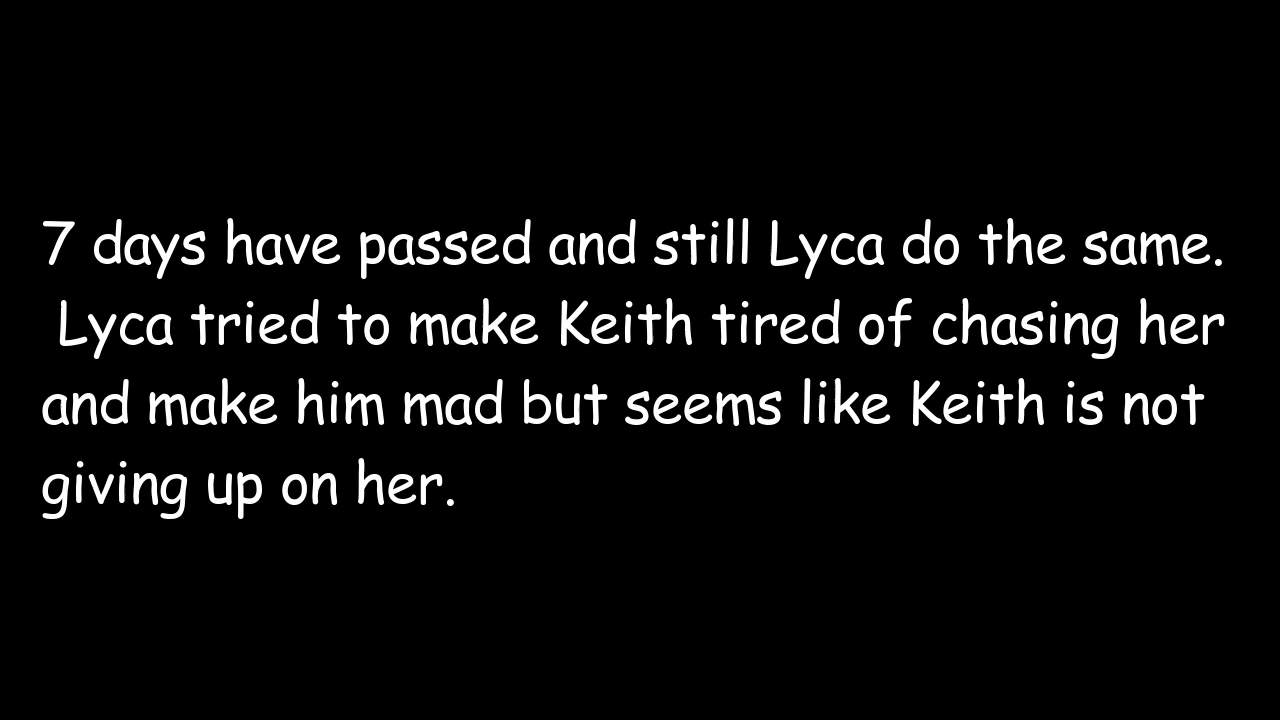 7 days have passed and still Lyca do the same.
Lyca tried to make Keith tired of chasing her
and make him mad but seems like Keith is not
giving up on her.